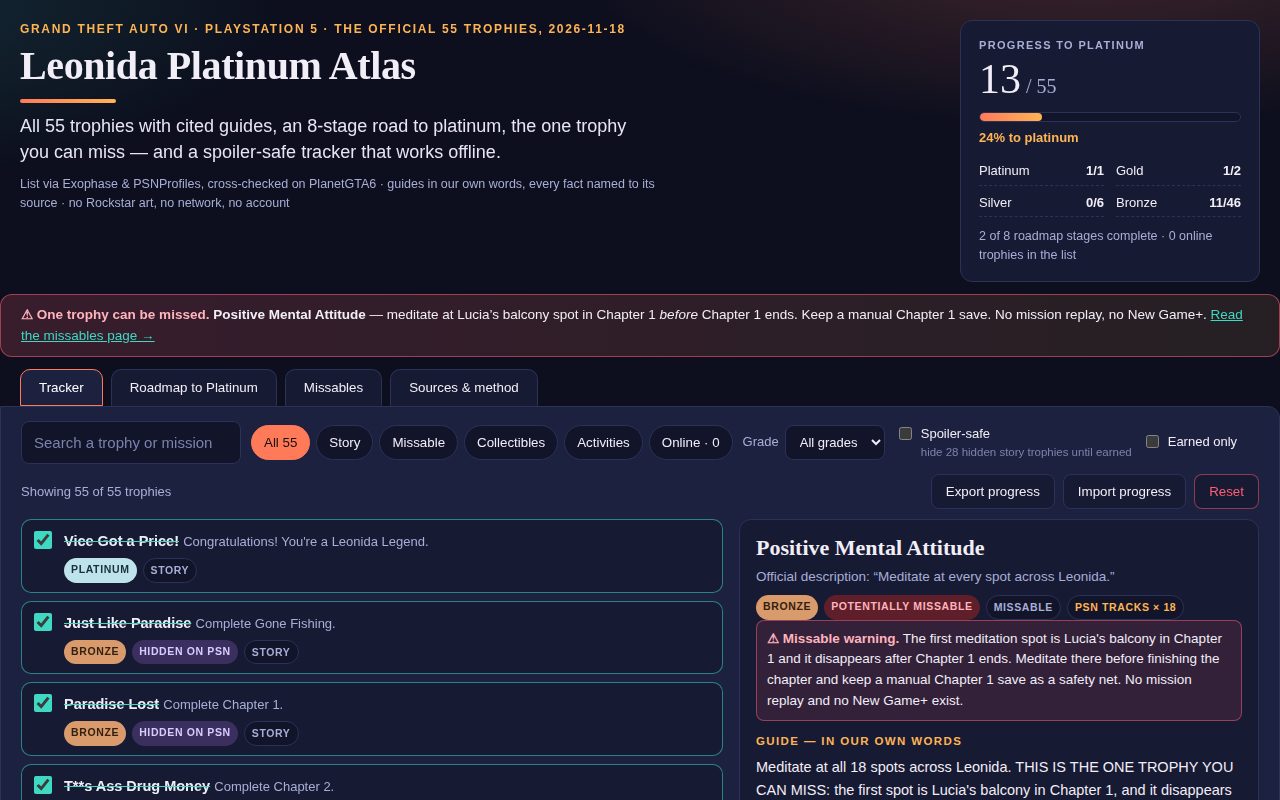 GRAND THEFT AUTO VI · PLAYSTATION 5 · THE OFFICIAL 55 TROPHIES, 2026-11-18
Leonida Platinum Atlas
All 55 trophies with cited guides, an 8-stage road to platinum, the one trophy
you can miss — and a spoiler-safe tracker that works offline.
List via Exophase & PSNProfiles, cross-checked on PlanetGTA6 · guides in our own words, every fact named to its
source · no Rockstar art, no network, no account
PROGRESS TO PLATINUM
13 / 55
24% to platinum
Platinum 1/1 Gold 1/2
Silver 0/6 Bronze 11/46
2 of 8 roadmap stages complete · 0 online
trophies in the list
⚠ One trophy can be missed. Positive Mental Attitude — meditate at Lucia's balcony spot in Chapter 1 before Chapter 1 ends. Keep a manual Chapter 1 save. No mission replay, no New Game+. Read
the missables page →
Tracker Roadmap to Platinum Missables Sources & method
Search a trophy or mission All 55 Story Missable Collectibles Activities Online · 0 Grade All grades Spoiler-safe Earned only
hide 28 hidden story trophies until earned
Showing 55 of 55 trophies Export progress Import progress Reset
Vice Got a Price! Congratulations! You're a Leonida Legend.
PLATINUM STORY
Just Like Paradise Complete Gone Fishing.
BRONZE HIDDEN ON PSN STORY
Paradise Lost Complete Chapter 1.
BRONZE HIDDEN ON PSN STORY
T**s Ass Drug Money Complete Chapter 2.
Positive Mental Attitude
Official description: “Meditate at every spot across Leonida.”
BRONZE POTENTIALLY MISSABLE MISSABLE PSN TRACKS × 18
⚠ Missable warning. The first meditation spot is Lucia's balcony in Chapter
1 and it disappears after Chapter 1 ends. Meditate there before finishing the
chapter and keep a manual Chapter 1 save as a safety net. No mission
replay and no New Game+ exist.
GUIDE — IN OUR OWN WORDS
Meditate at all 18 spots across Leonida. THIS IS THE ONE TROPHY YOU
CAN MISS: the first spot is Lucia's balcony in Chapter 1, and it disappears